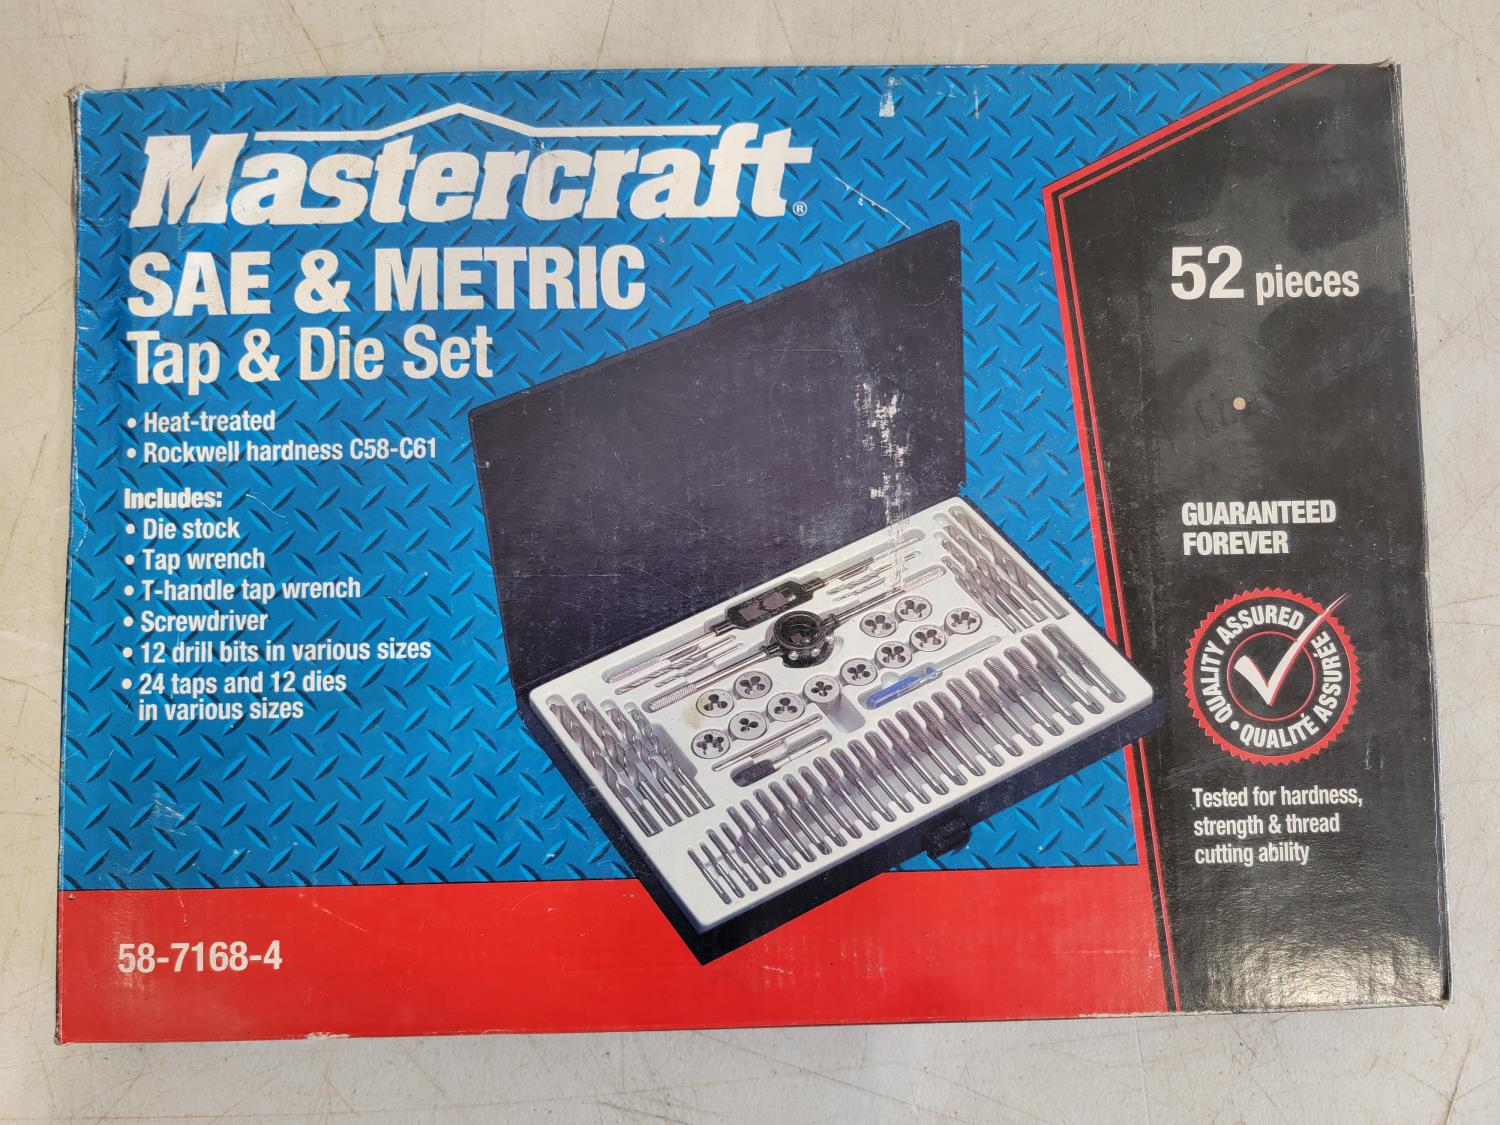 Mastercraft®
SAE & METRIC
Tap & Die Set
• Heat-treated
• Rockwell hardness C58-C61
Includes:
• Die stock
• Tap wrench
• T-handle tap wrench
• Screwdriver
• 12 drill bits in various sizes
• 24 taps and 12 dies
in various sizes
58-7168-4
52 pieces
GUARANTEED
FOREVER
QUALITY ASSURED
• QUALITÉ ASSURÉE
Tested for hardness,
strength & thread
cutting ability